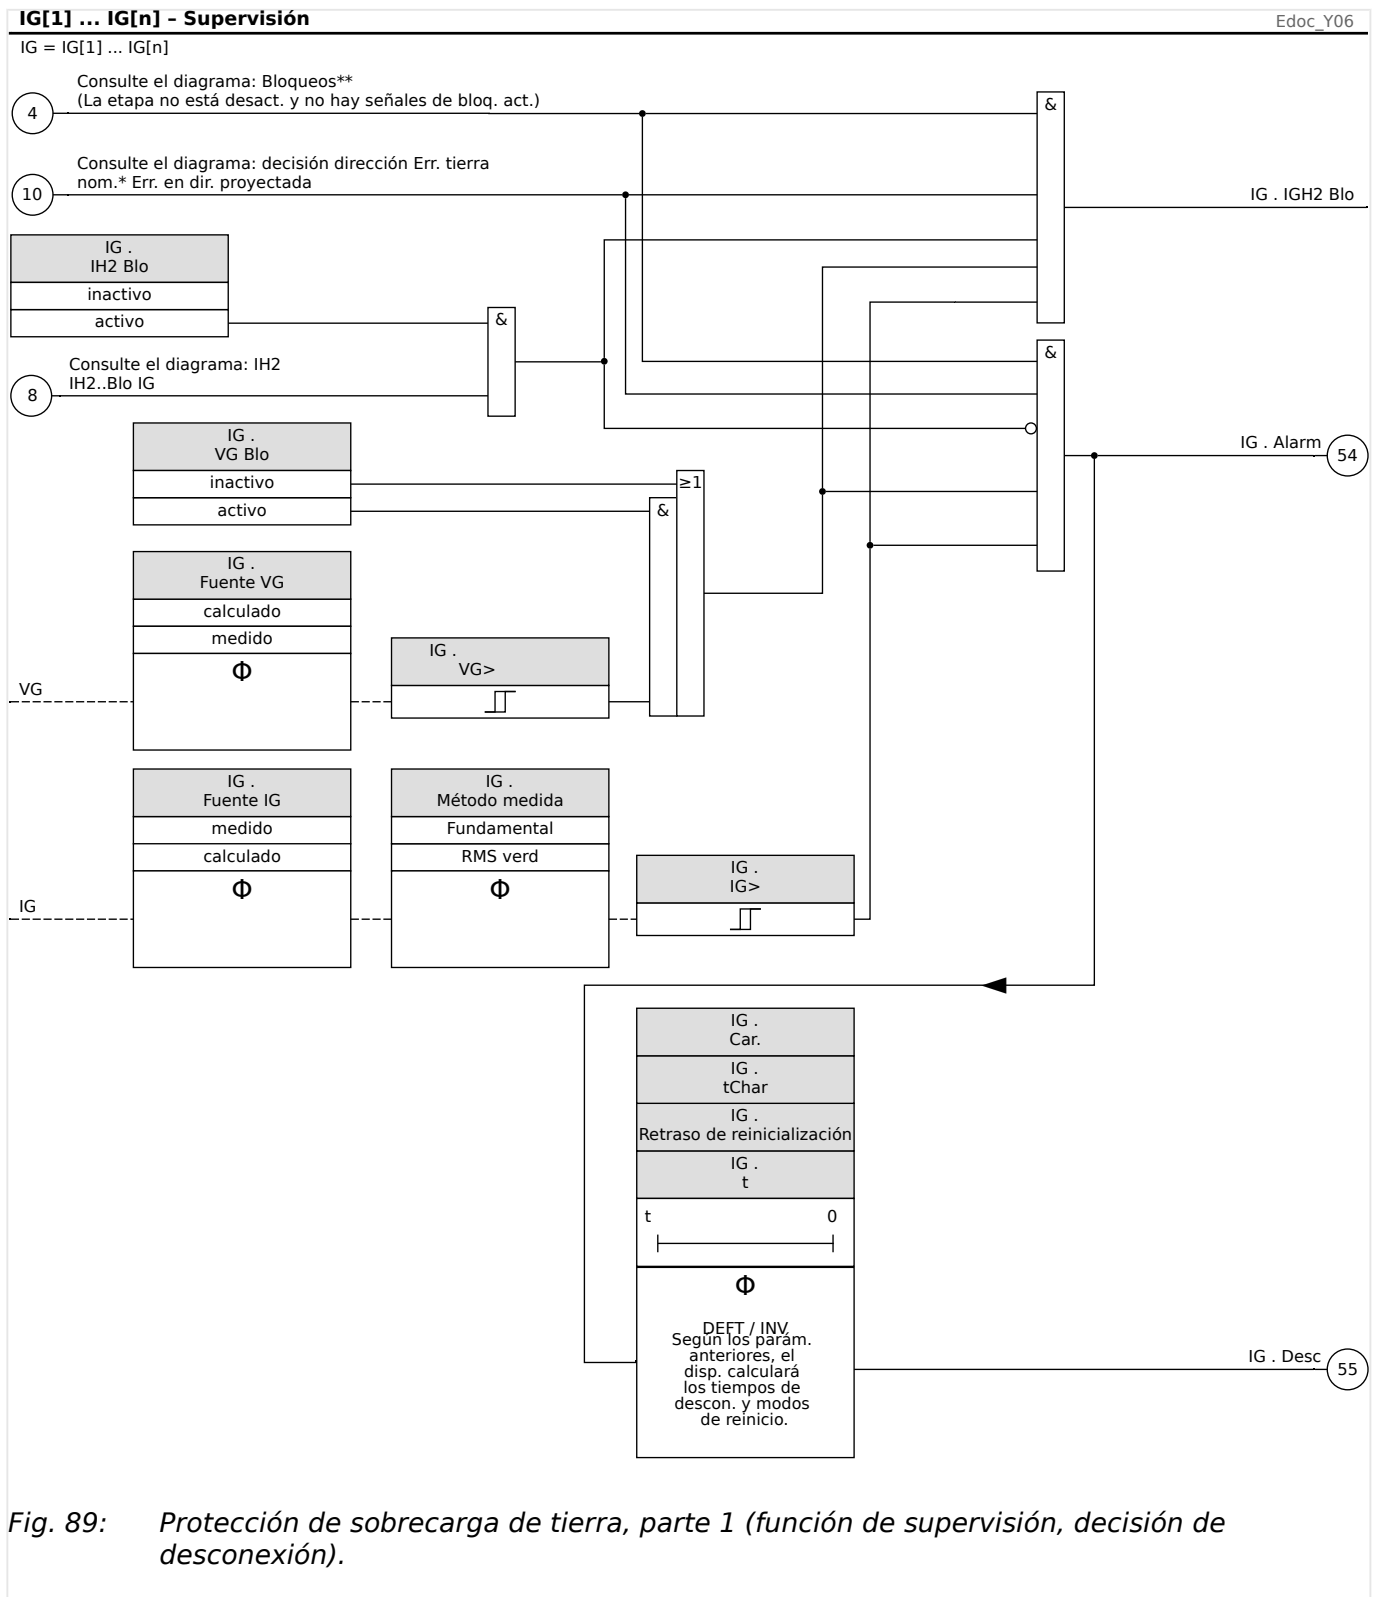 IG[1] ... IG[n] – Supervisión
Edoc_Y06
IG = IG[1] ... IG[n]
Consulte el diagrama: Bloqueos**
(La etapa no está desact. y no hay señales de bloq. act.)
4
&
Consulte el diagrama: decisión dirección Err. tierra
nom.* Err. en dir. proyectada
10
IG . IGH2 Blo
IG .
IH2 Blo
inactivo
activo
&
&
Consulte el diagrama: IH2
IH2..Blo IG
8
IG .
VG Blo
inactivo
activo
≥1
&
IG . Alarm
54
IG .
Fuente VG
calculado
medido
Φ
VG
IG .
VG>
IG .
Fuente IG
medido
calculado
Φ
IG .
Método medida
Fundamental
RMS verd
Φ
IG
IG .
IG>
IG .
Car.
IG .
tChar
IG .
Retraso de reinicialización
IG .
t
t 0
Φ
DEFT / INV
Según los parám.
anteriores, el
disp. calculará
los tiempos de
descon. y modos
de reinicio.
IG . Desc
55
Fig. 89: Protección de sobrecarga de tierra, parte 1 (función de supervisión, decisión de
desconexión).